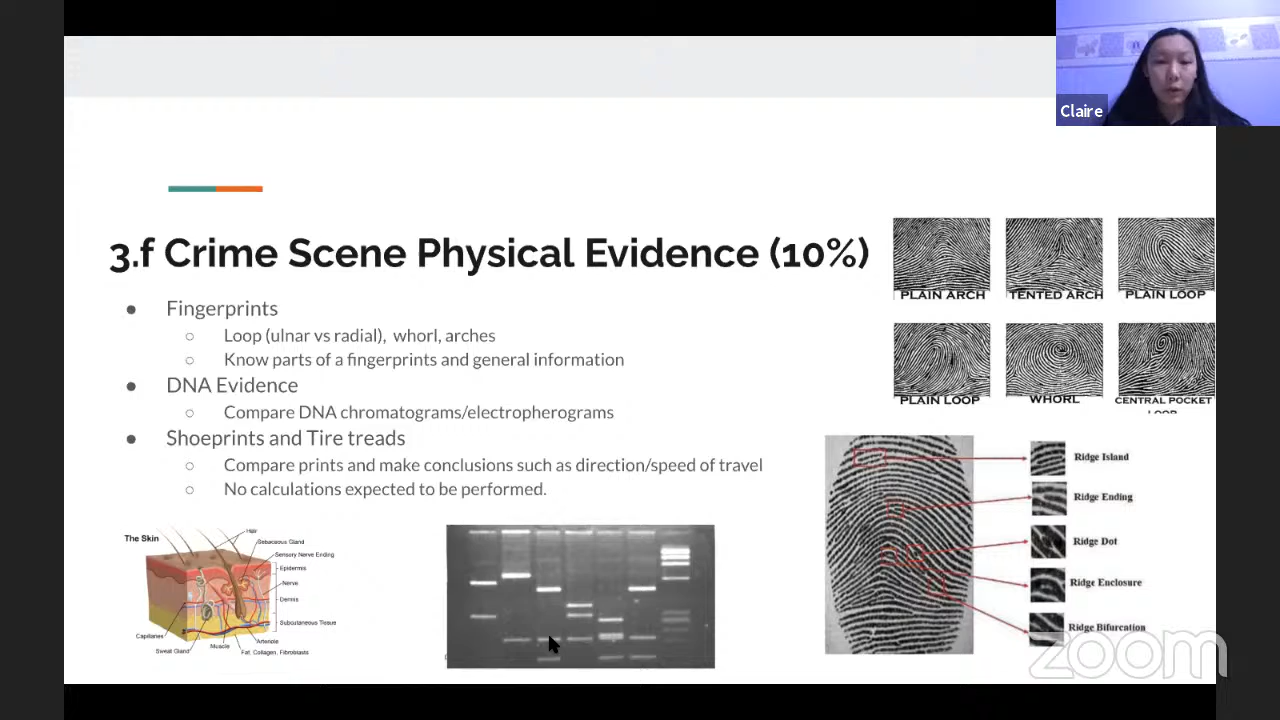 Claire
3.f Crime Scene Physical Evidence (10%)
● Fingerprints
○ Loop (ulnar vs radial), whorl, arches
○ Know parts of a fingerprints and general information
● DNA Evidence
○ Compare DNA chromatograms/electropherograms
● Shoeprints and Tire treads
○ Compare prints and make conclusions such as direction/speed of travel
○ No calculations expected to be performed.
PLAIN ARCH
TENTED ARCH
PLAIN LOOP
PLAIN LOOP
WHORL
CENTRAL POCKET
LOOP
The Skin
Hair
Sebaceous Gland
Sensory Nerve Ending
Epidermis
Nerve
Dermis
Subcutaneous Tissue
Capillaries
Sweat Gland
Muscle
Arteriole
Fat, Collagen, Fibroblasts
Ridge Island
Ridge Ending
Ridge Dot
Ridge Enclosure
Ridge Bifurcation
zoom